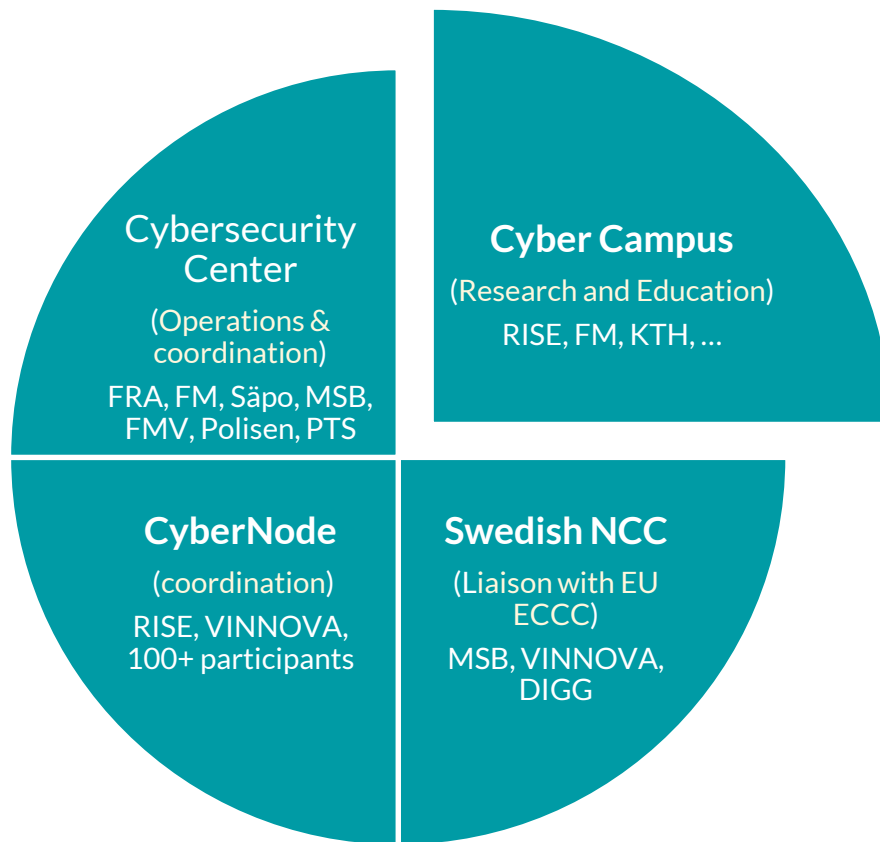 Cybersecurity
Center
(Operations &
coordination)
FRA, FM, Säpo, MSB,
FMV, Polisen, PTS
Cyber Campus
(Research and Education)
RISE, FM, KTH, ...
CyberNode
(coordination)
RISE, VINNOVA,
100+ participants
Swedish NCC
(Liaison with EU
ECCC)
MSB, VINNOVA,
DIGG